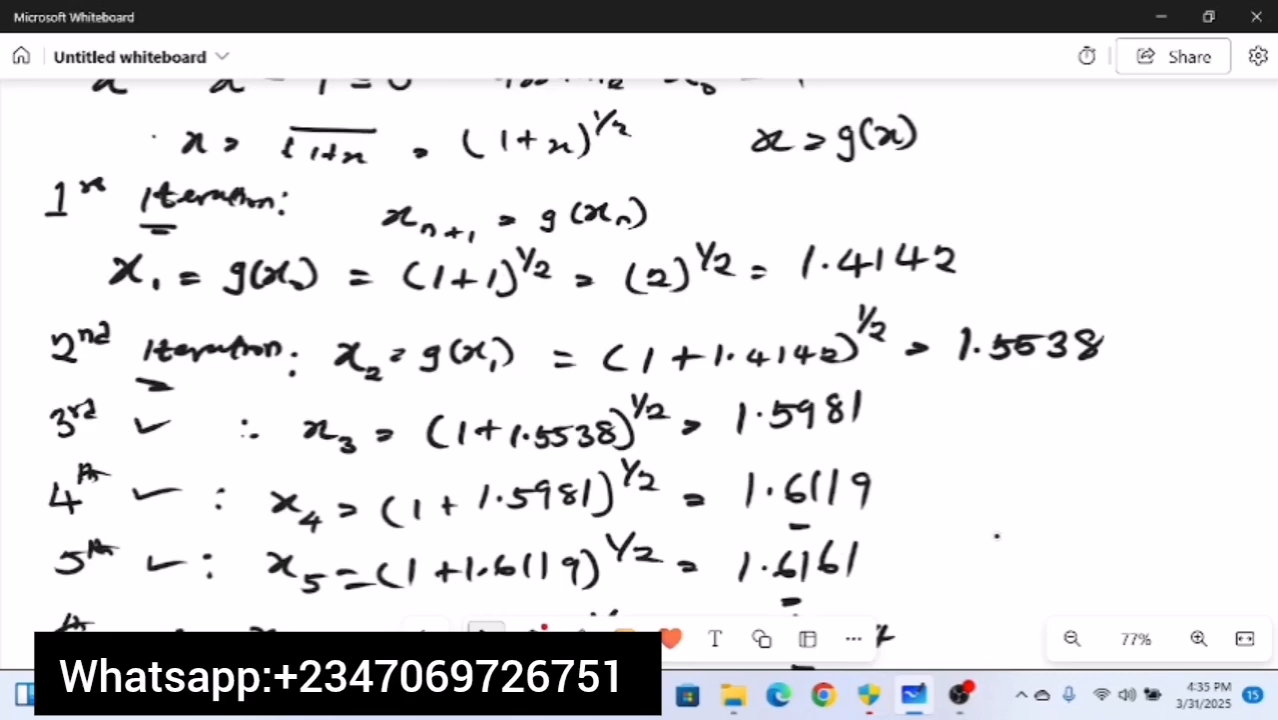 Microsoft Whiteboard
Untitled whiteboard
Share
x = √1+x = (1+x)^1/2 x = g(x)
1st Iteration: x_n+1 = g(x_n)
x_1 = g(x_0) = (1+1)^1/2 = (2)^1/2 = 1.4142
2nd Iteration: x_2 = g(x_1) = (1+1.4142)^1/2 = 1.5538
3rd ✓ : x_3 = (1+1.5538)^1/2 = 1.5981
4th ✓ : x_4 = (1+1.5981)^1/2 = 1.6119
5th ✓ : x_5 = (1+1.6119)^1/2 = 1.6161
T
77%
Whatsapp:+2347069726751
4:35 PM
3/31/2025
15